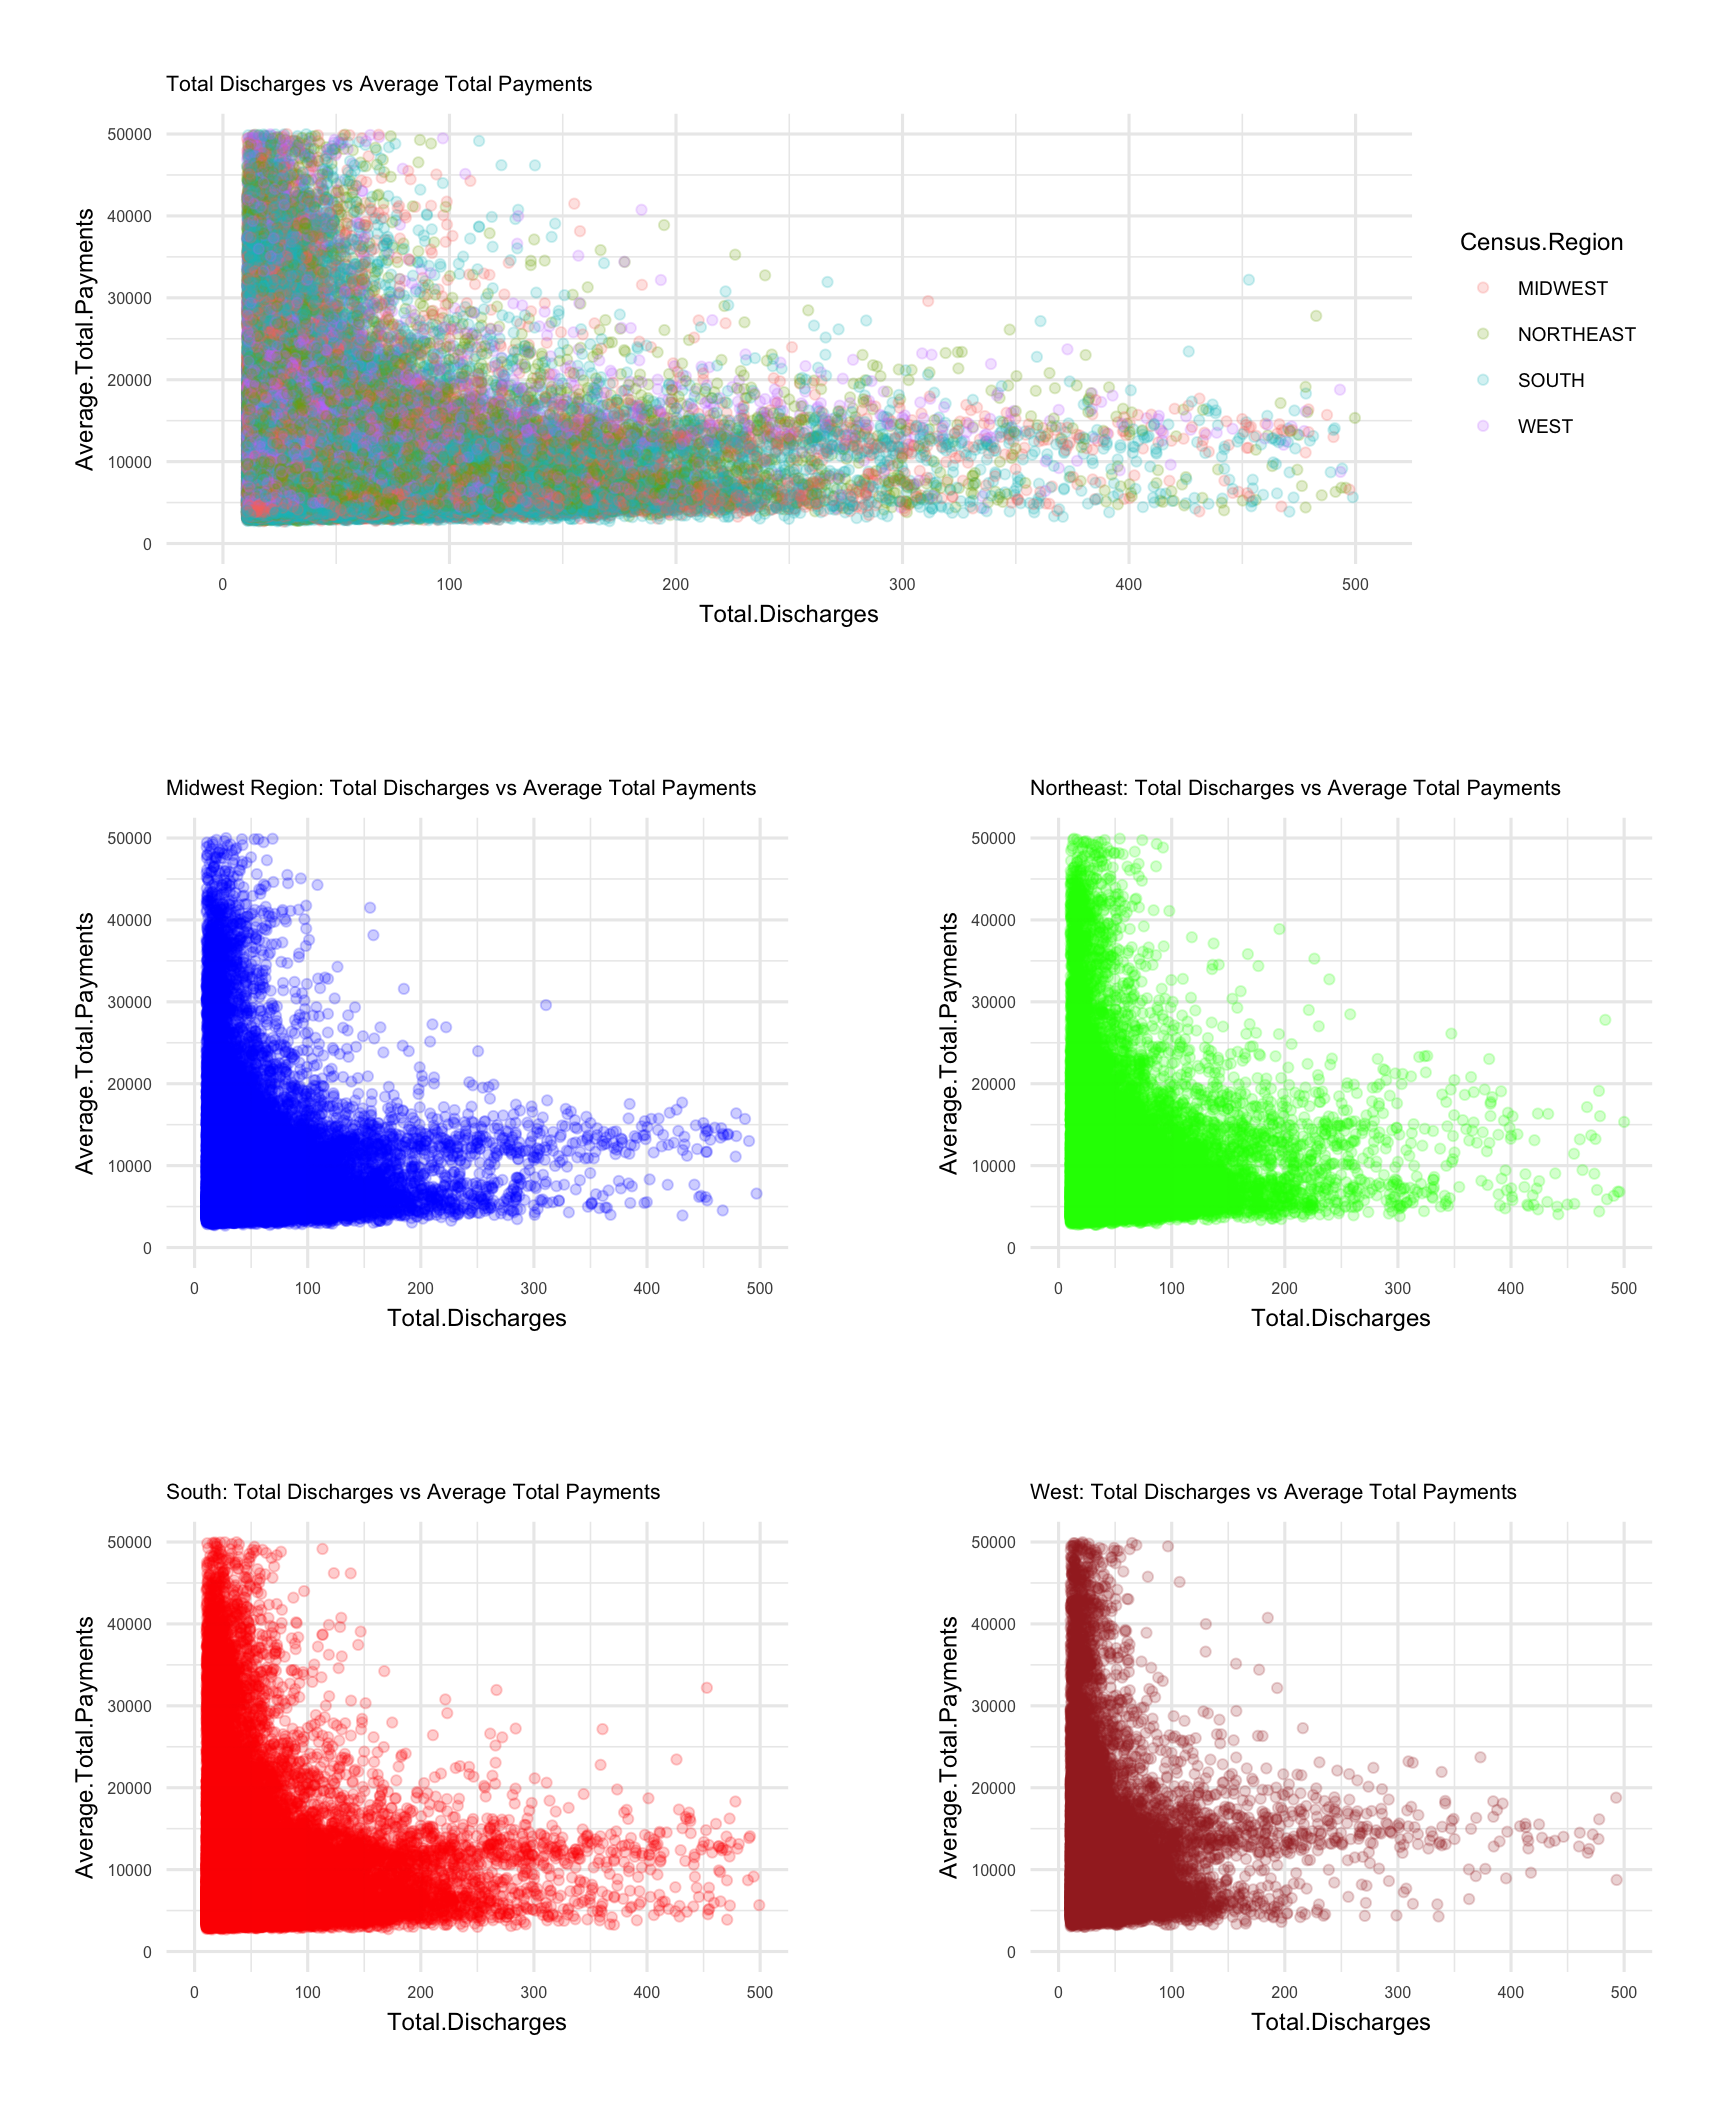 Total Discharges vs Average Total Payments
50000
40000
30000
20000
10000
0
Average.Total.Payments
0 100 200 300 400 500
Total.Discharges
Census.Region
MIDWEST
NORTHEAST
SOUTH
WEST
Midwest Region: Total Discharges vs Average Total Payments
50000
40000
30000
20000
10000
0
Average.Total.Payments
0 100 200 300 400 500
Total.Discharges
Northeast: Total Discharges vs Average Total Payments
50000
40000
30000
20000
10000
0
Average.Total.Payments
0 100 200 300 400 500
Total.Discharges
South: Total Discharges vs Average Total Payments
50000
40000
30000
20000
10000
0
Average.Total.Payments
0 100 200 300 400 500
Total.Discharges
West: Total Discharges vs Average Total Payments
50000
40000
30000
20000
10000
0
Average.Total.Payments
0 100 200 300 400 500
Total.Discharges